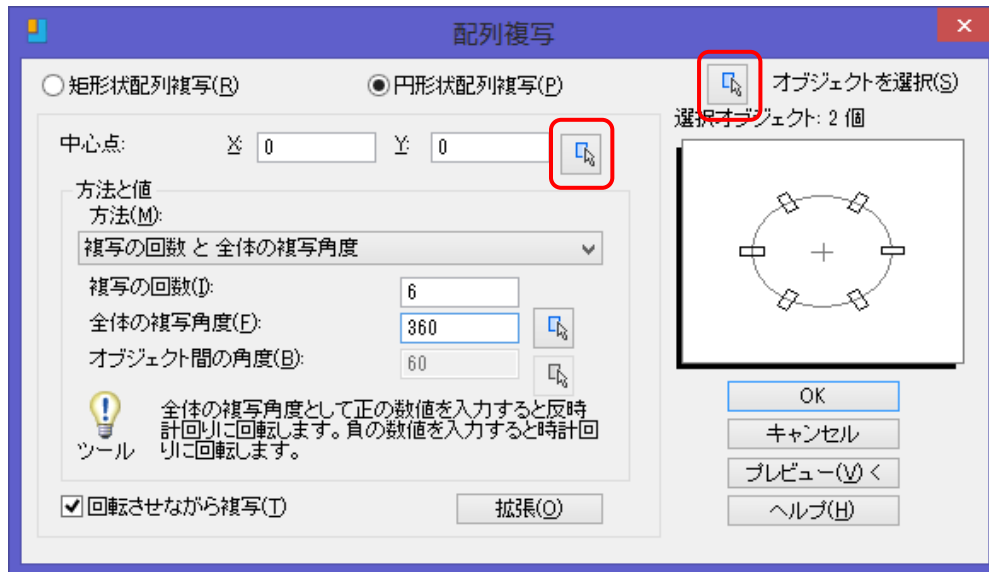 配列複写
矩形状配列複写(R)
円形状配列複写(P)
オブジェクトを選択(S)
選択オブジェクト: 2 個
中心点: X: 0 Y: 0
方法と値
方法(M):
複写の回数 と 全体の複写角度
複写の回数(I): 6
全体の複写角度(F): 360
オブジェクト間の角度(B): 60
ツール
全体の複写角度として正の数値を入力すると反時
計回りに回転します。負の数値を入力すると時計回
りに回転します。
回転させながら複写(T)
拡張(O)
OK
キャンセル
プレビュー(V) <
ヘルプ(H)